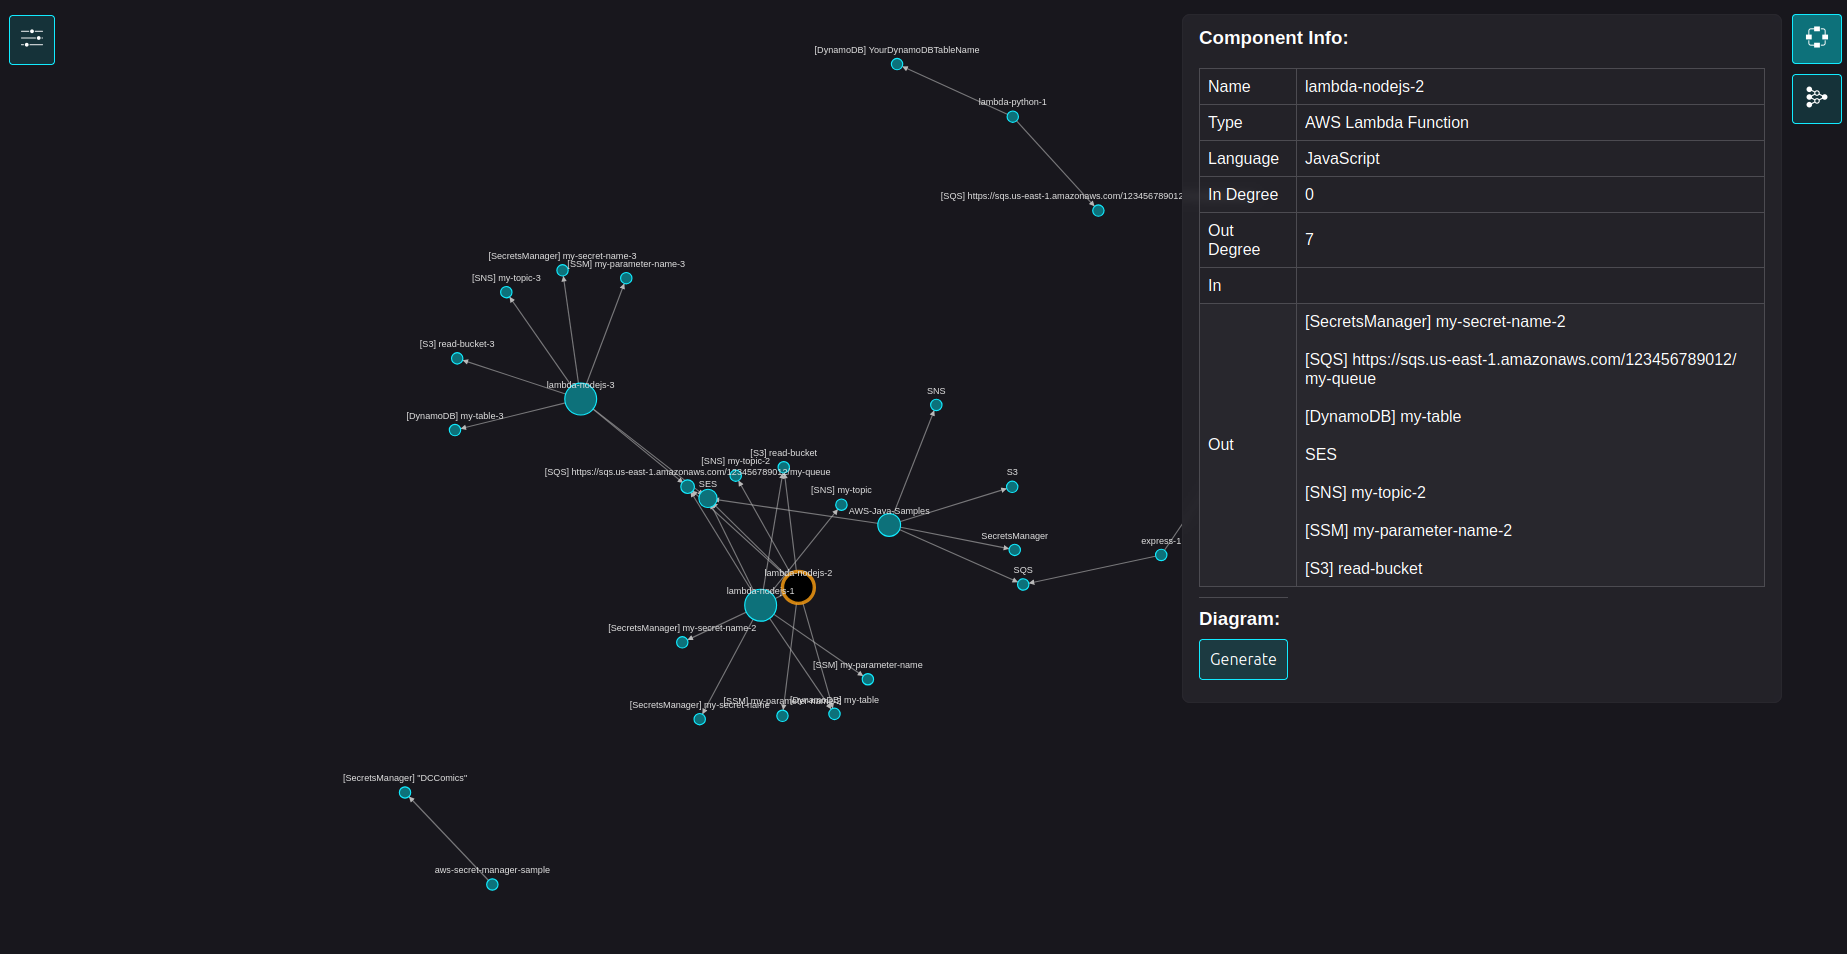 [DynamoDB] YourDynamoDBTableName
lambda-python-1
[SQS] https://sqs.us-east-1.amazonaws.com/123456789012
[SecretsManager] my-secret-name-3
[SSM] my-parameter-name-3
[SNS] my-topic-3
[S3] read-bucket-3
lambda-nodejs-3
[DynamoDB] my-table-3
SNS
[S3] read-bucket
[SNS] my-topic-2
[SQS] https://sqs.us-east-1.amazonaws.com/123456789012/my-queue
SES
[SNS] my-topic
S3
AWS-Java-Samples
SecretsManager
express-1
SQS
lambda-nodejs-2
lambda-nodejs-1
[SecretsManager] my-secret-name-2
[SSM] my-parameter-name
[SecretsManager] my-secret-name
[SSM] my-parameter-name-2
[DynamoDB] my-table
[SecretsManager] "DCComics"
aws-secret-manager-sample
Component Info:
Name lambda-nodejs-2
Type AWS Lambda Function
Language JavaScript
In Degree 0
Out
Degree 7
In
Out
[SecretsManager] my-secret-name-2
[SQS] https://sqs.us-east-1.amazonaws.com/123456789012/
my-queue
[DynamoDB] my-table
SES
[SNS] my-topic-2
[SSM] my-parameter-name-2
[S3] read-bucket
Diagram:
Generate